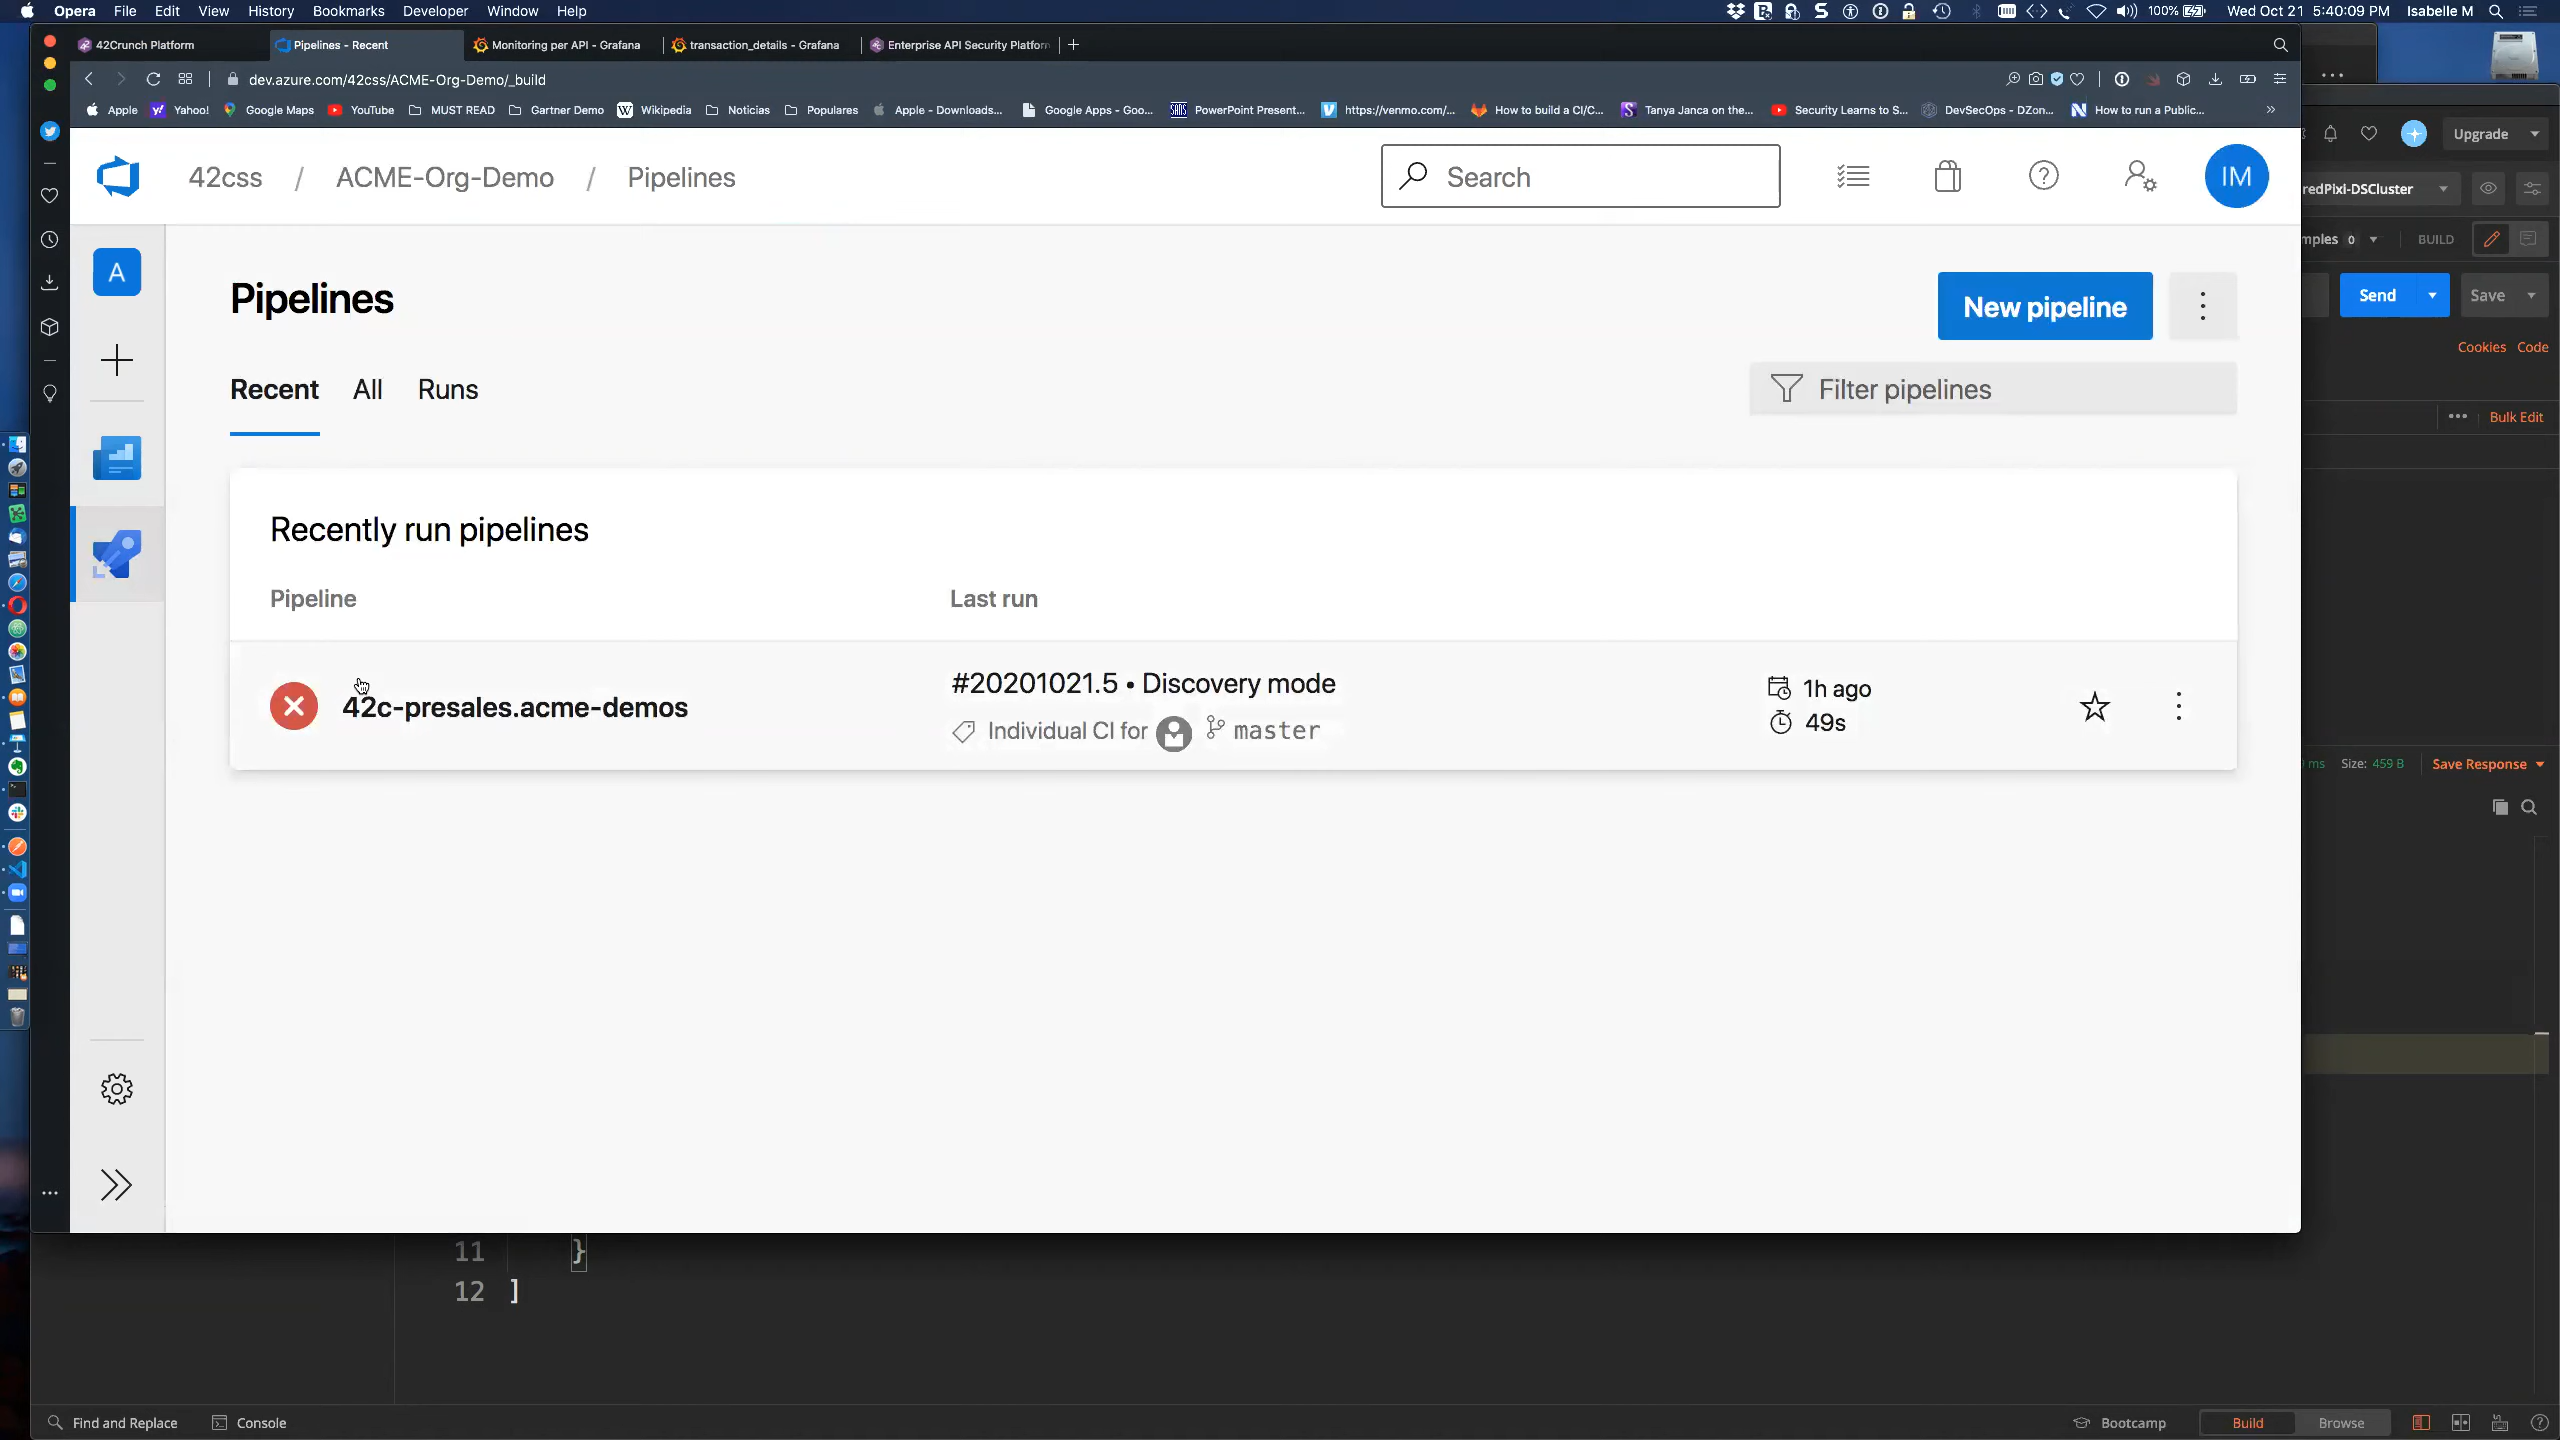 Opera File Edit View History Bookmarks Developer Window Help 100% Wed Oct 21 5:40:09 PM Isabelle M
42Crunch Platform Pipelines - Recent Monitoring per API - Grafana transaction_details - Grafana Enterprise API Security Platform
dev.azure.com/42css/ACME-Org-Demo/_build
Apple Yahoo! Google Maps YouTube MUST READ Gartner Demo Wikipedia Noticias Populares Apple - Downloads... Google Apps - Goo... PowerPoint Present... https://venmo.com/... How to build a CI/C... Tanya Janca on the... Security Learns to S... DevSecOps - DZon... How to run a Public...
Upgrade
42css / ACME-Org-Demo / Pipelines Search IM
redPixl-DSCluster
mples 0 BUILD
A
Pipelines New pipeline
Send Save
Cookies Code
Recent All Runs Filter pipelines
Bulk Edit
Recently run pipelines
Pipeline Last run
42c-presales.acme-demos
#20201021.5 • Discovery mode
Individual CI for master
1h ago
49s
ms Size: 459 B Save Response
11 }
12 ]
Find and Replace Console Bootcamp Build Browse